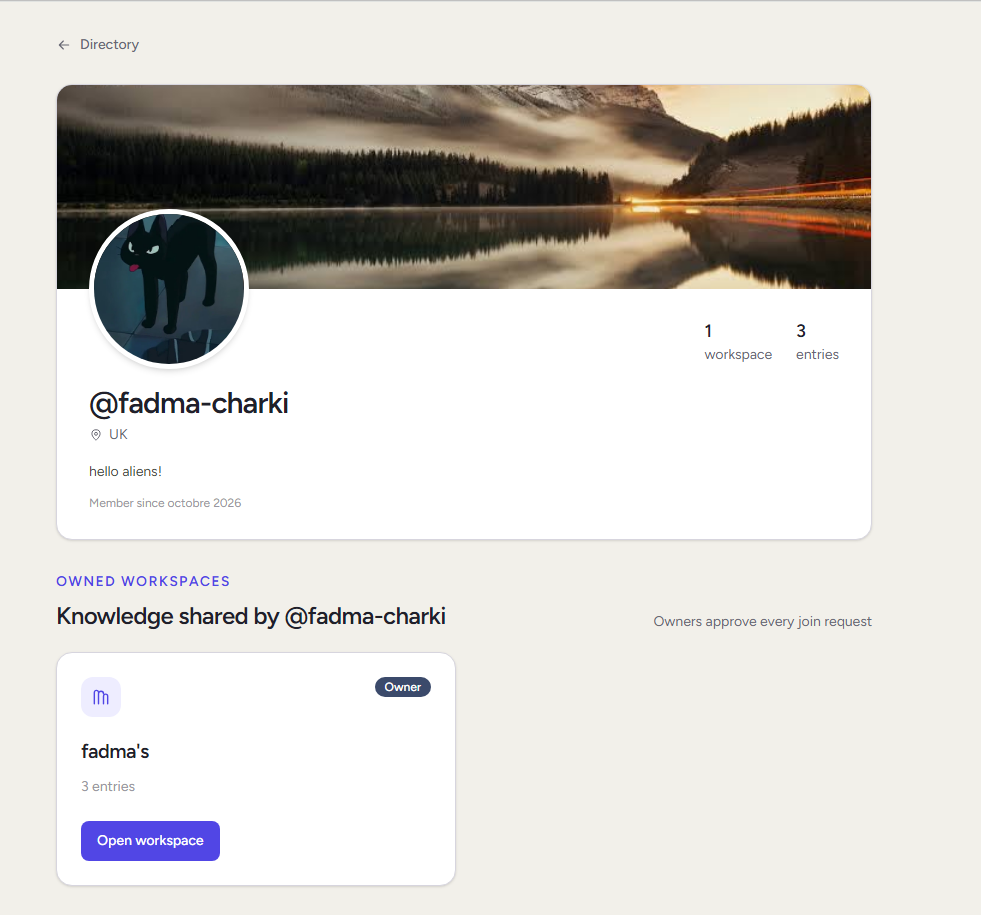 Directory
1
workspace
3
entries
@fadma-charki
UK
hello aliens!
Member since octobre 2026
OWNED WORKSPACES
Knowledge shared by @fadma-charki
Owners approve every join request
Owner
fadma's
3 entries
Open workspace